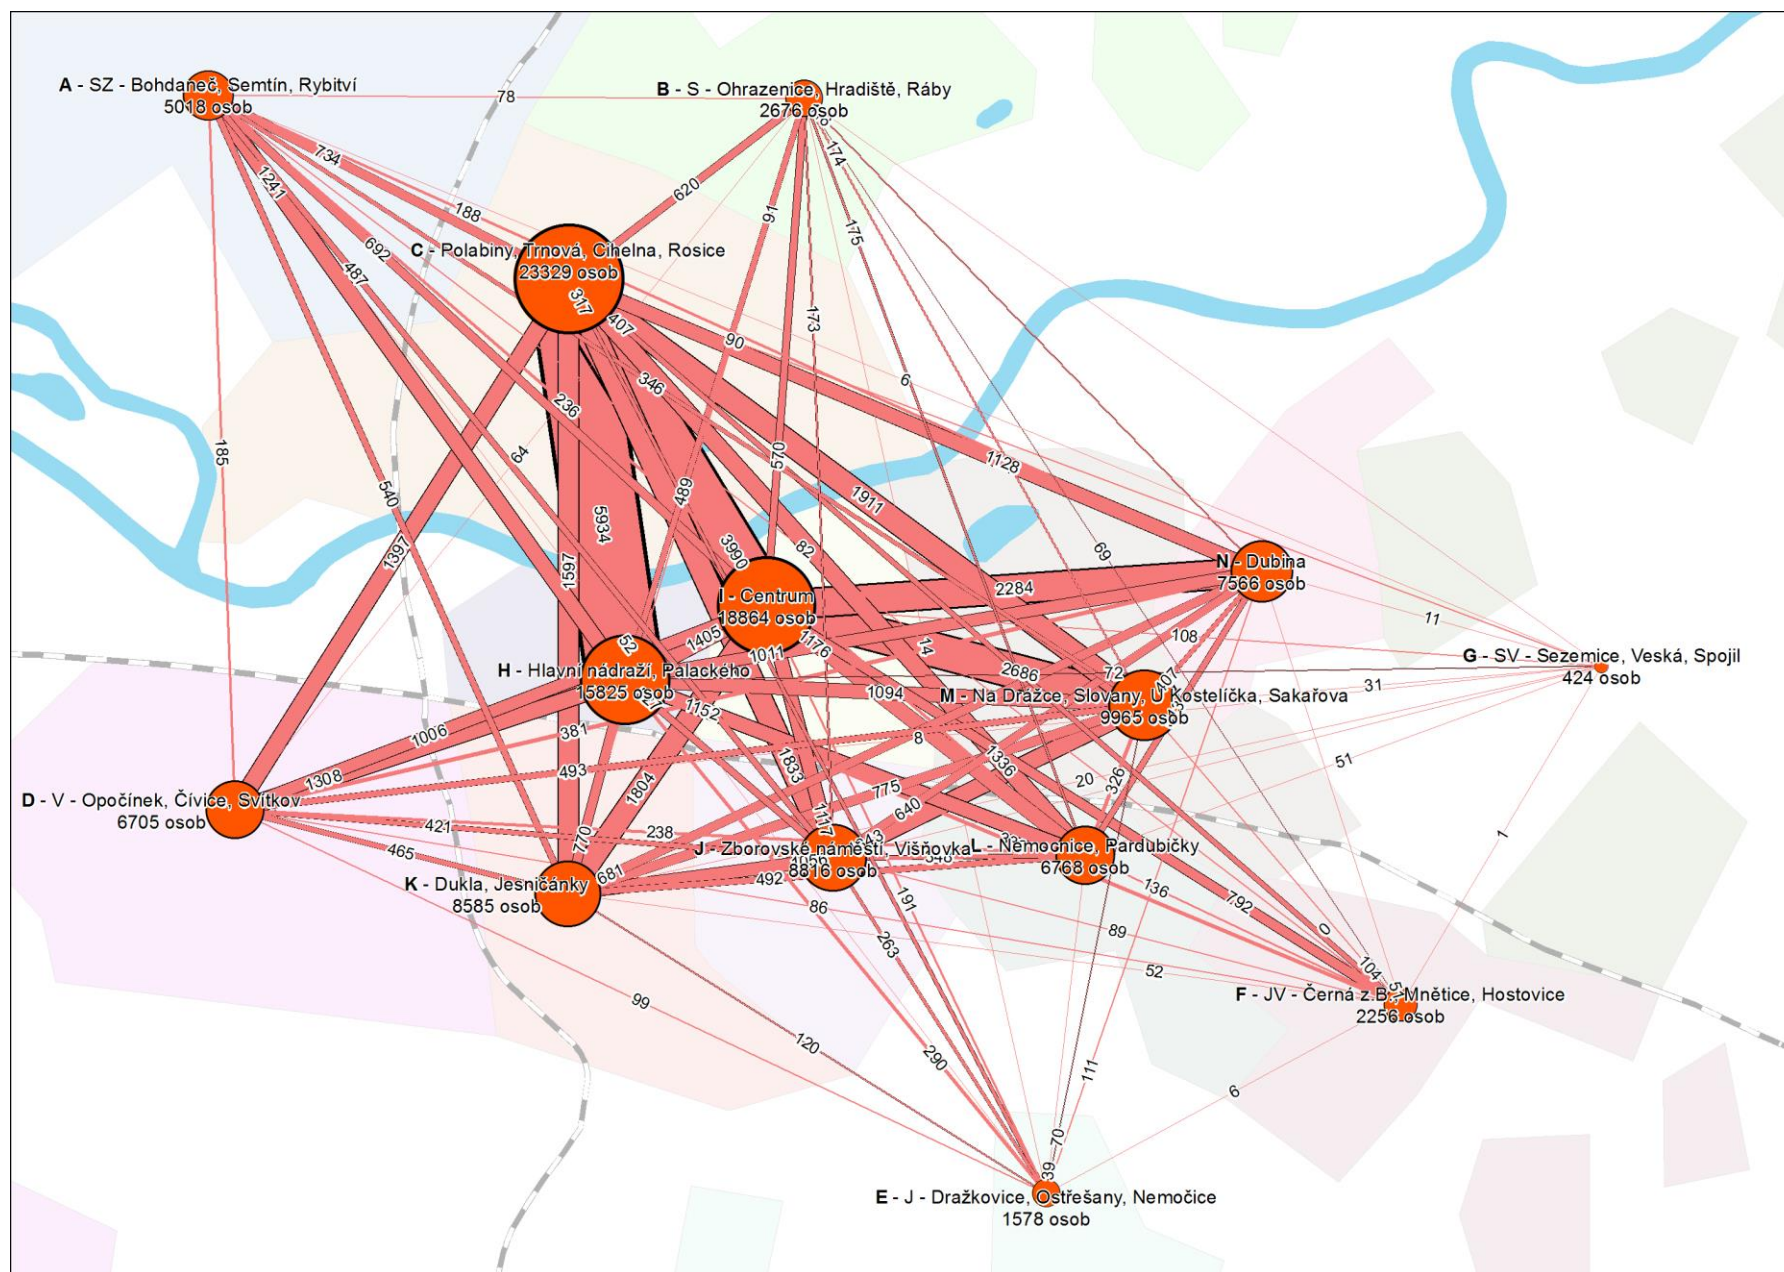 A - SZ - Bohdaneč, Semtín, Rybitví
5018 osob
78
B - S - Ohrazenice, Hradiště, Ráby
2676 osob
734
174
1241
188
620
91
175
692
487
C - Polabiny, Trnová, Cihelna, Rosice
23329 osob
317
407
173
90
346
6
236
185
64
570
1128
489
540
1911
1397
5934
3990
82
69
1597
N - Dubina
7566 osob
2284
I - Centrum
18864 osob
11
52
1405
1176
14
108
1011
2686
72
G - SV - Sezemice, Veská, Spojil
424 osob
H - Hlavní nádraží, Palackého
15825 osob
407
31
1094
M - Na Drážce, Slovany, U Kostelíčka, Sakařova
9965 osob
1152
1006
381
8
1833
1336
51
493
1308
20
326
1804
775
D - V - Opočínek, Čívice, Svítkov
6705 osob
640
1117
421
238
770
1
J - Zborovské náměstí, Višňovka
8816 osob
L - Nemocnice, Pardubičky
6768 osob
465
681
492
K - Dukla, Jesničánky
8585 osob
136
792
191
86
89
0
263
104
52
51
F - JV - Černá z.B., Mnětice, Hostovice
2256 osob
99
120
290
111
6
70
39
E - J - Dražkovice, Ostřešany, Nemočice
1578 osob